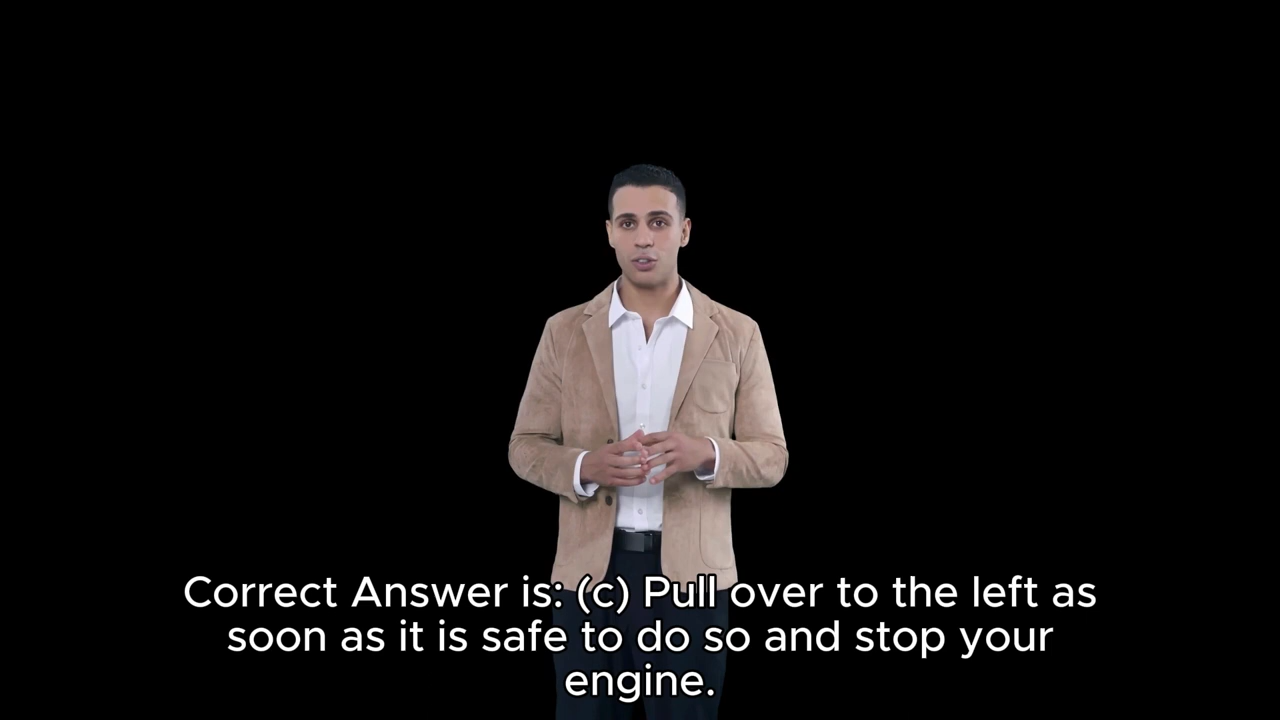 Correct Answer is: (c) Pull over to the left as
soon as it is safe to do so and stop your
engine.